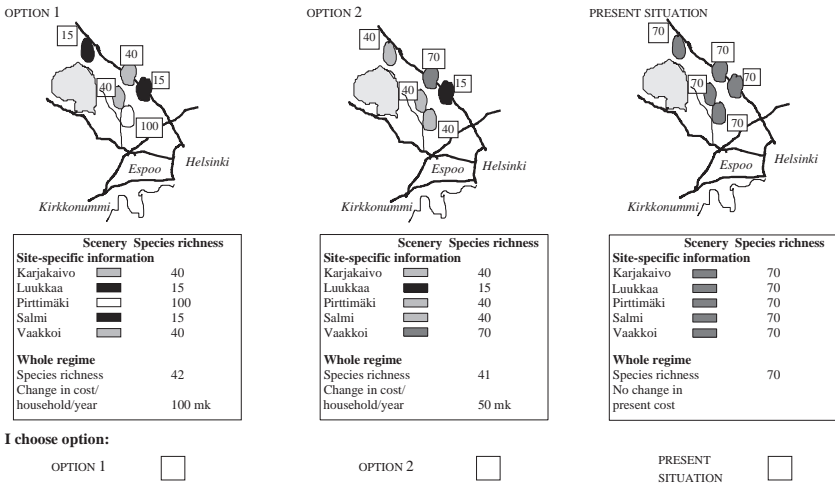 OPTION 1
15
40
40
15
100
Espoo
Helsinki
Kirkkonummi
Scenery Species richness
Site-specific information
Karjakaivo 40
Luukkaa 15
Pirttimäki 100
Salmi 15
Vaakkoi 40
Whole regime
Species richness 42
Change in cost/
household/year 100 mk
OPTION 2
40
70
40
15
40
Espoo
Helsinki
Kirkkonummi
Scenery Species richness
Site-specific information
Karjakaivo 40
Luukkaa 15
Pirttimäki 40
Salmi 40
Vaakkoi 70
Whole regime
Species richness 41
Change in cost/
household/year 50 mk
PRESENT SITUATION
70
70
70
70
70
Espoo
Helsinki
Kirkkonummi
Scenery Species richness
Site-specific information
Karjakaivo 70
Luukkaa 70
Pirttimäki 70
Salmi 70
Vaakkoi 70
Whole regime
Species richness 70
No change in
present cost
I choose option:
OPTION 1
OPTION 2
PRESENT
SITUATION